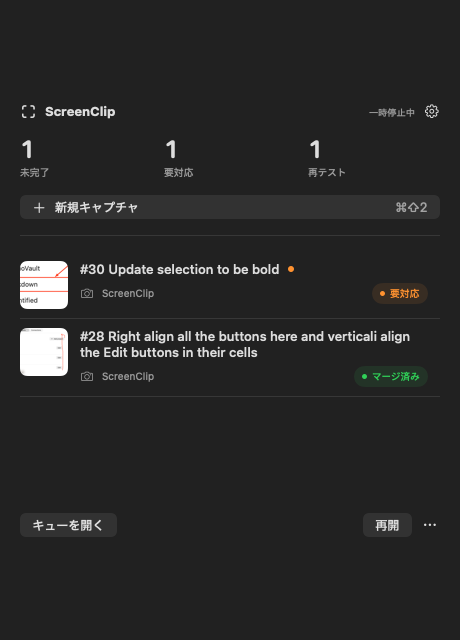 ScreenClip
一時停止中
1
1
1
未完了
要対応
再テスト
新規キャプチャ
⌘⇧2
oVault
#30 Update selection to be bold
down
ntified
ScreenClip
要対応
#28 Right align all the buttons here and verticali align
the Edit buttons in their cells
ScreenClip
マージ済み
キューを開く
再開